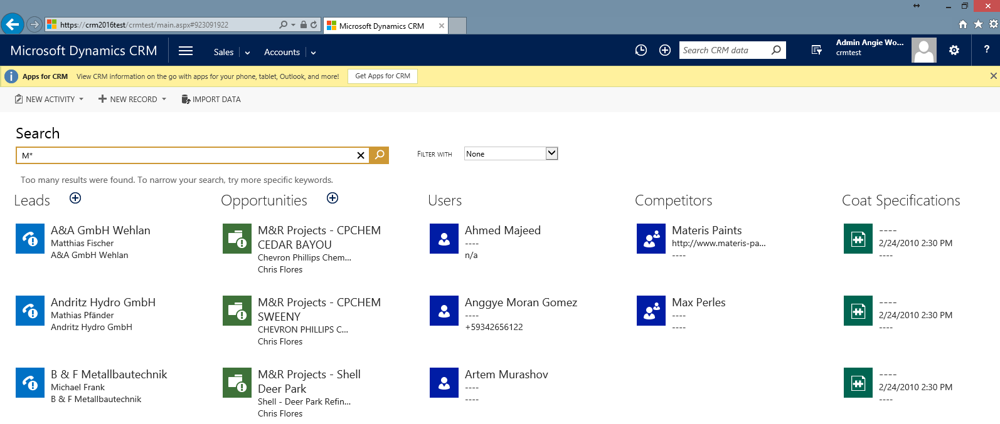 https://crm2016test/crmtest/main.aspx#923091922
Microsoft Dynamics CRM
Microsoft Dynamics CRM
Sales
Accounts
Search CRM data
Admin Angie Wo...
crmtest
?
Apps for CRM
View CRM information on the go with apps for your phone, tablet, Outlook, and more!
Get Apps for CRM
NEW ACTIVITY
NEW RECORD
IMPORT DATA
Search
M*
FILTER WITH
None
Too many results were found. To narrow your search, try more specific keywords.
Leads
A&A GmbH Wehlan
Matthias Fischer
A&A GmbH Wehlan
Andritz Hydro GmbH
Mathias Pfänder
Andritz Hydro GmbH
B & F Metallbautechnik
Michael Frank
B & F Metallbautechnik
Opportunities
M&R Projects - CPCHEM
CEDAR BAYOU
Chevron Phillips Chem...
Chris Flores
M&R Projects - CPCHEM
SWEENY
CHEVRON PHILLIPS C...
Chris Flores
M&R Projects - Shell
Deer Park
Shell - Deer Park Refin...
Chris Flores
Users
Ahmed Majeed
----
n/a
Anggye Moran Gomez
----
+59342656122
Artem Murashov
----
----
Competitors
Materis Paints
http://www.materis-pa...
----
Max Perles
----
----
Coat Specifications
----
2/24/2010 2:30 PM
----
----
2/24/2010 2:30 PM
----
----
2/24/2010 2:30 PM
----